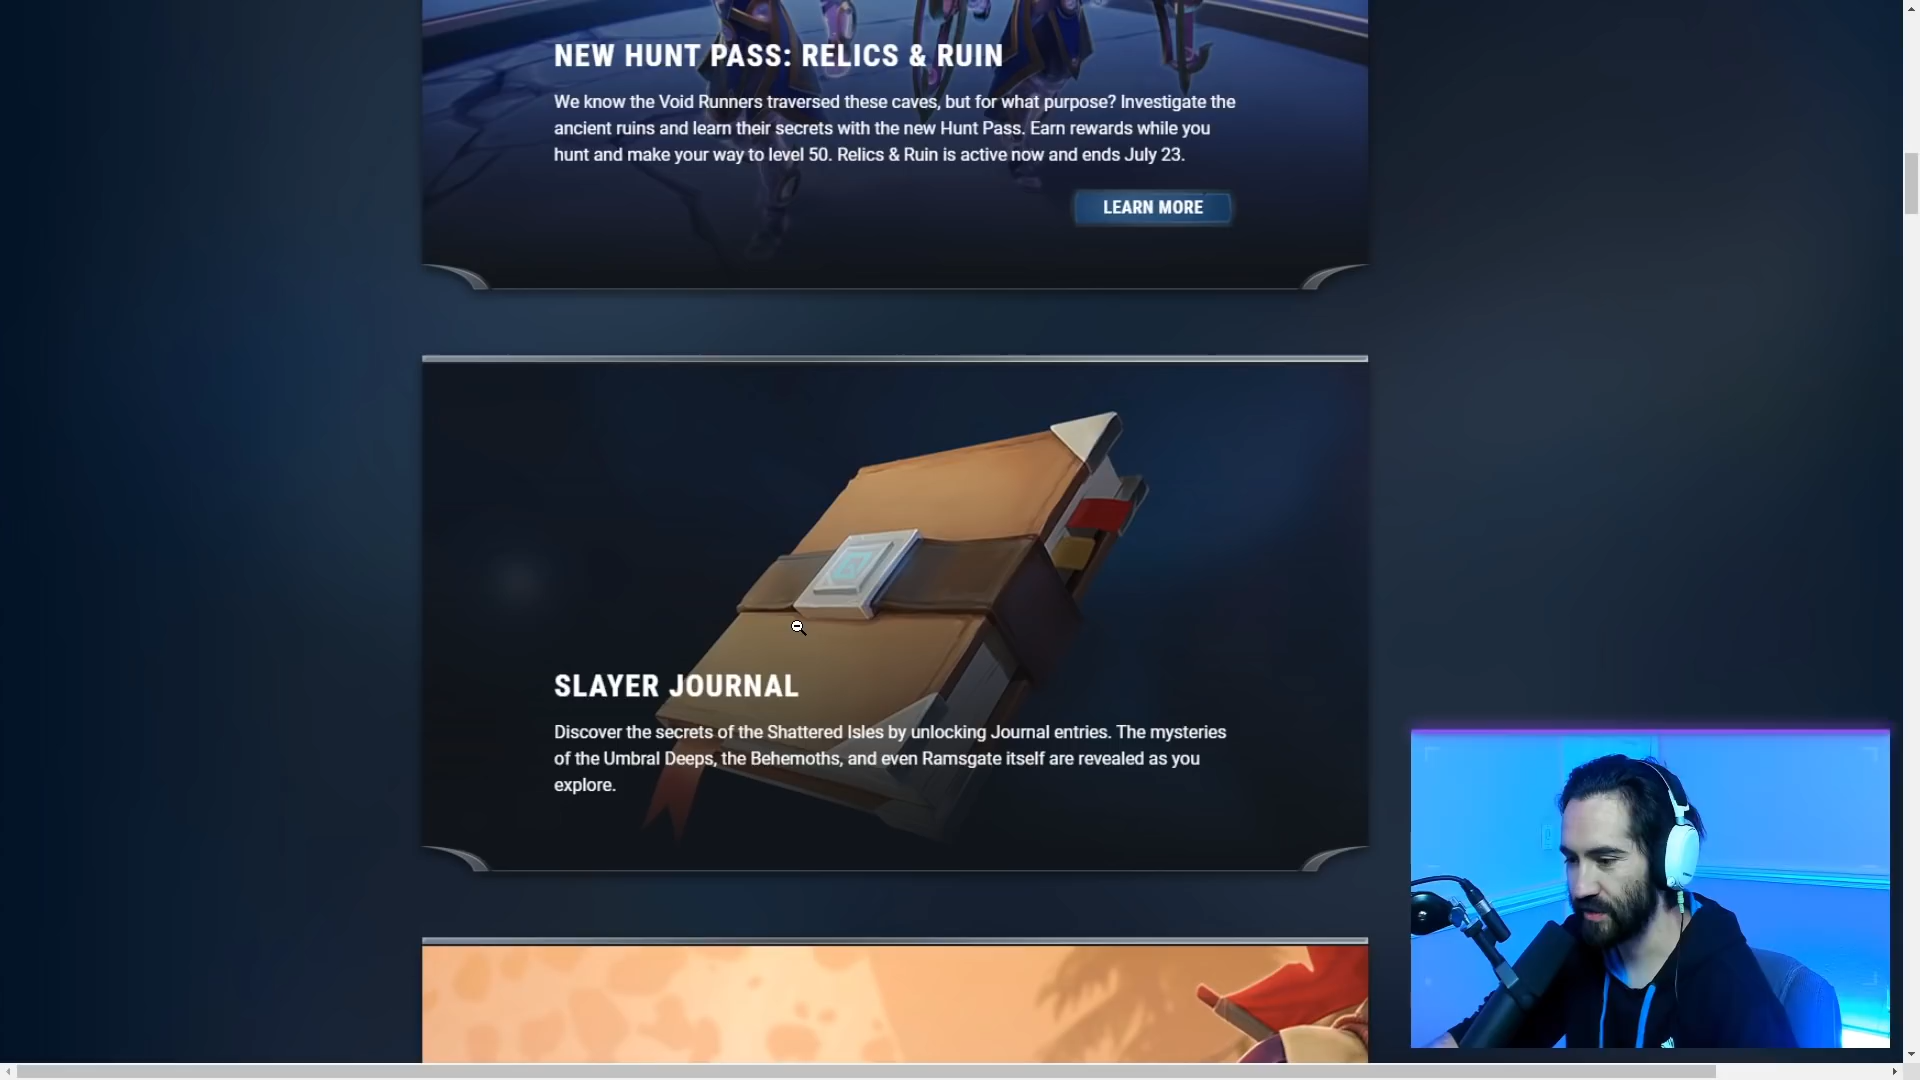 NEW HUNT PASS: RELICS & RUIN
We know the Void Runners traversed these caves, but for what purpose? Investigate the
ancient ruins and learn their secrets with the new Hunt Pass. Earn rewards while you
hunt and make your way to level 50. Relics & Ruin is active now and ends July 23.
LEARN MORE
SLAYER JOURNAL
Discover the secrets of the Shattered Isles by unlocking Journal entries. The mysteries
of the Umbral Deeps, the Behemoths, and even Ramsgate itself are revealed as you
explore.